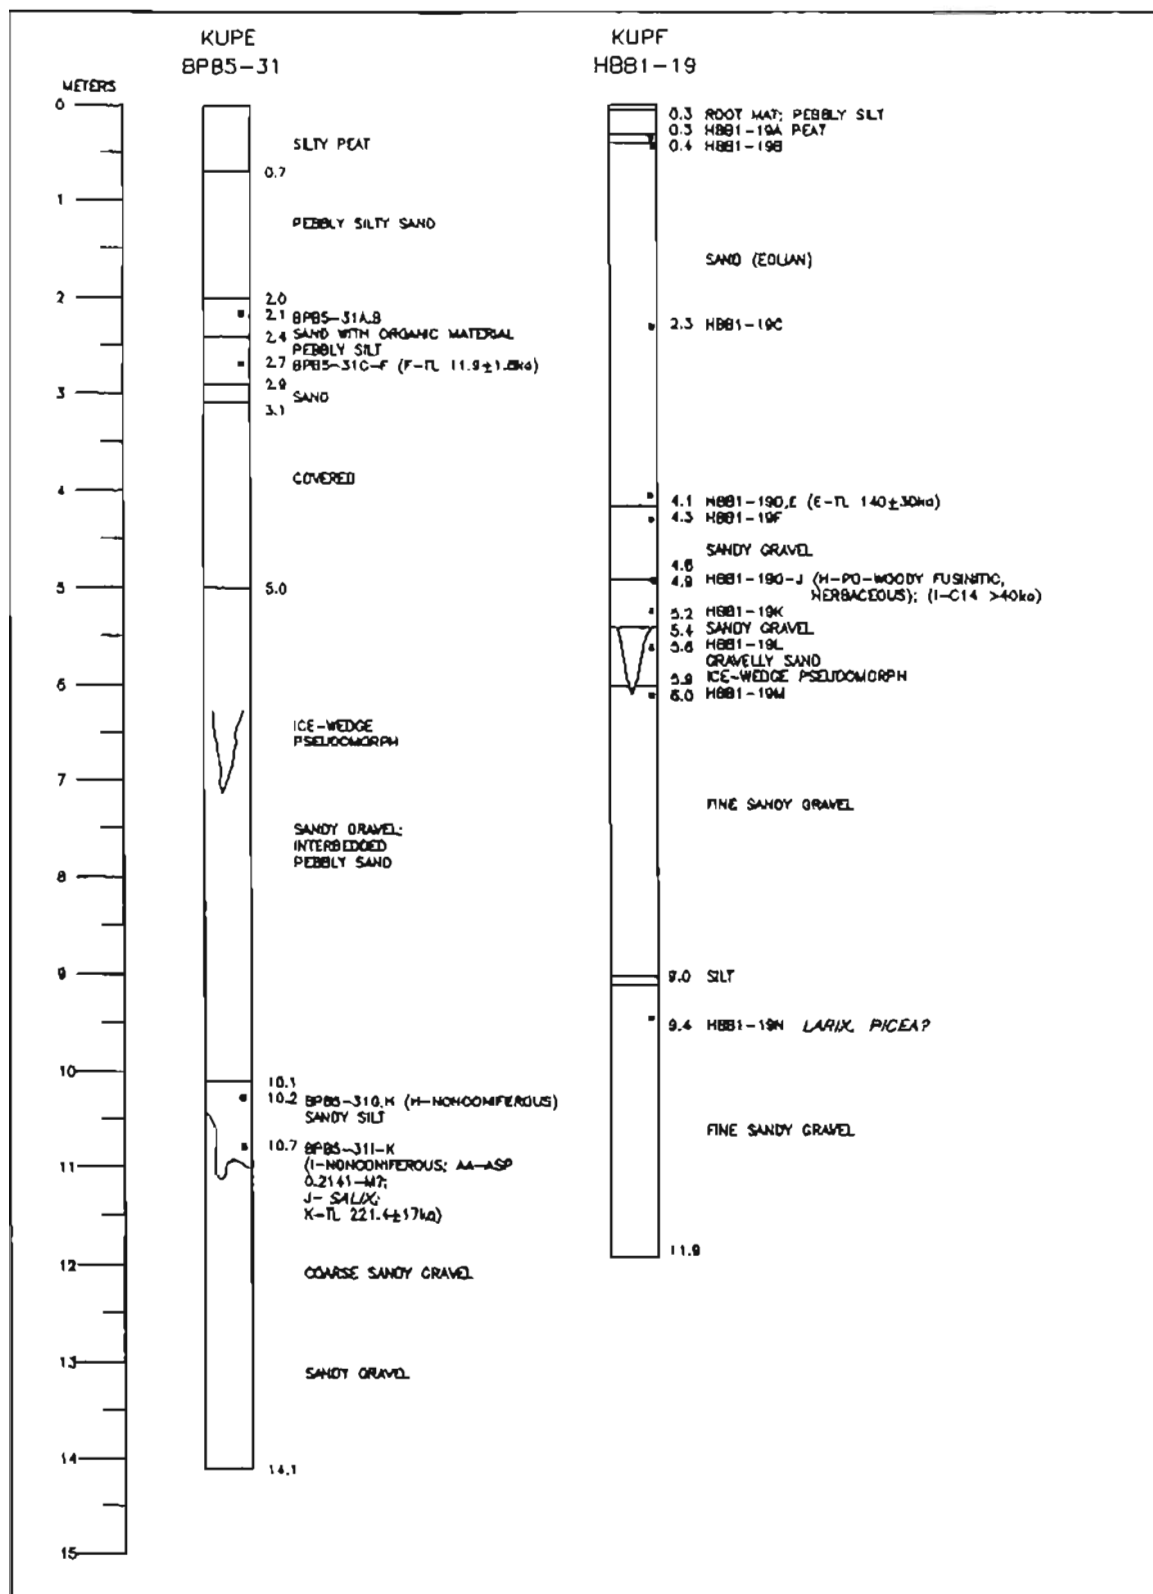 KUPE
BP85-31
METERS
0
1
2
3
4
5
6
7
8
9
10
11
12
13
14
15
SILTY PEAT
0.7
PEBBLY SILTY SAND
2.0
2.1 BP85-31A,B
2.4 SAND WITH ORGANIC MATERIAL
PEBBLY SILT
2.7 BP85-31C-F (F-TL 11.9±1.8ka)
2.9
SAND
3.1
COVERED
5.0
ICE-WEDGE
PSEUDOMORPH
SANDY GRAVEL;
INTERBEDDED
PEBBLY SAND
10.1
10.2 BP85-31G,H (H-NONCONIFEROUS)
SANDY SILT
10.7 BP85-31I-K
(I-NONCONIFEROUS; AA-ASP
0.2141-M?;
J- SALIX;
K-TL 221.4±17ka)
COARSE SANDY GRAVEL
SANDY GRAVEL
14.1
KUPF
HB81-19
0.3 ROOT MAT; PEBBLY SILT
0.3 HB81-19A PEAT
0.4 HB81-19B
SAND (EOLIAN)
2.3 HB81-19C
4.1 HB81-19D,E (E-TL 140±30ka)
4.3 HB81-19F
SANDY GRAVEL
4.6
4.9 HB81-19G-J (H-PO-WOODY FUSINITIC,
HERBACEOUS); (I-C14 >40ka)
5.2 HB81-19K
5.4 SANDY GRAVEL
5.6 HB81-19L
GRAVELLY SAND
5.9 ICE-WEDGE PSEUDOMORPH
6.0 HB81-19M
FINE SANDY GRAVEL
9.0 SILT
9.4 HB81-19N LARIX, PICEA?
FINE SANDY GRAVEL
11.9